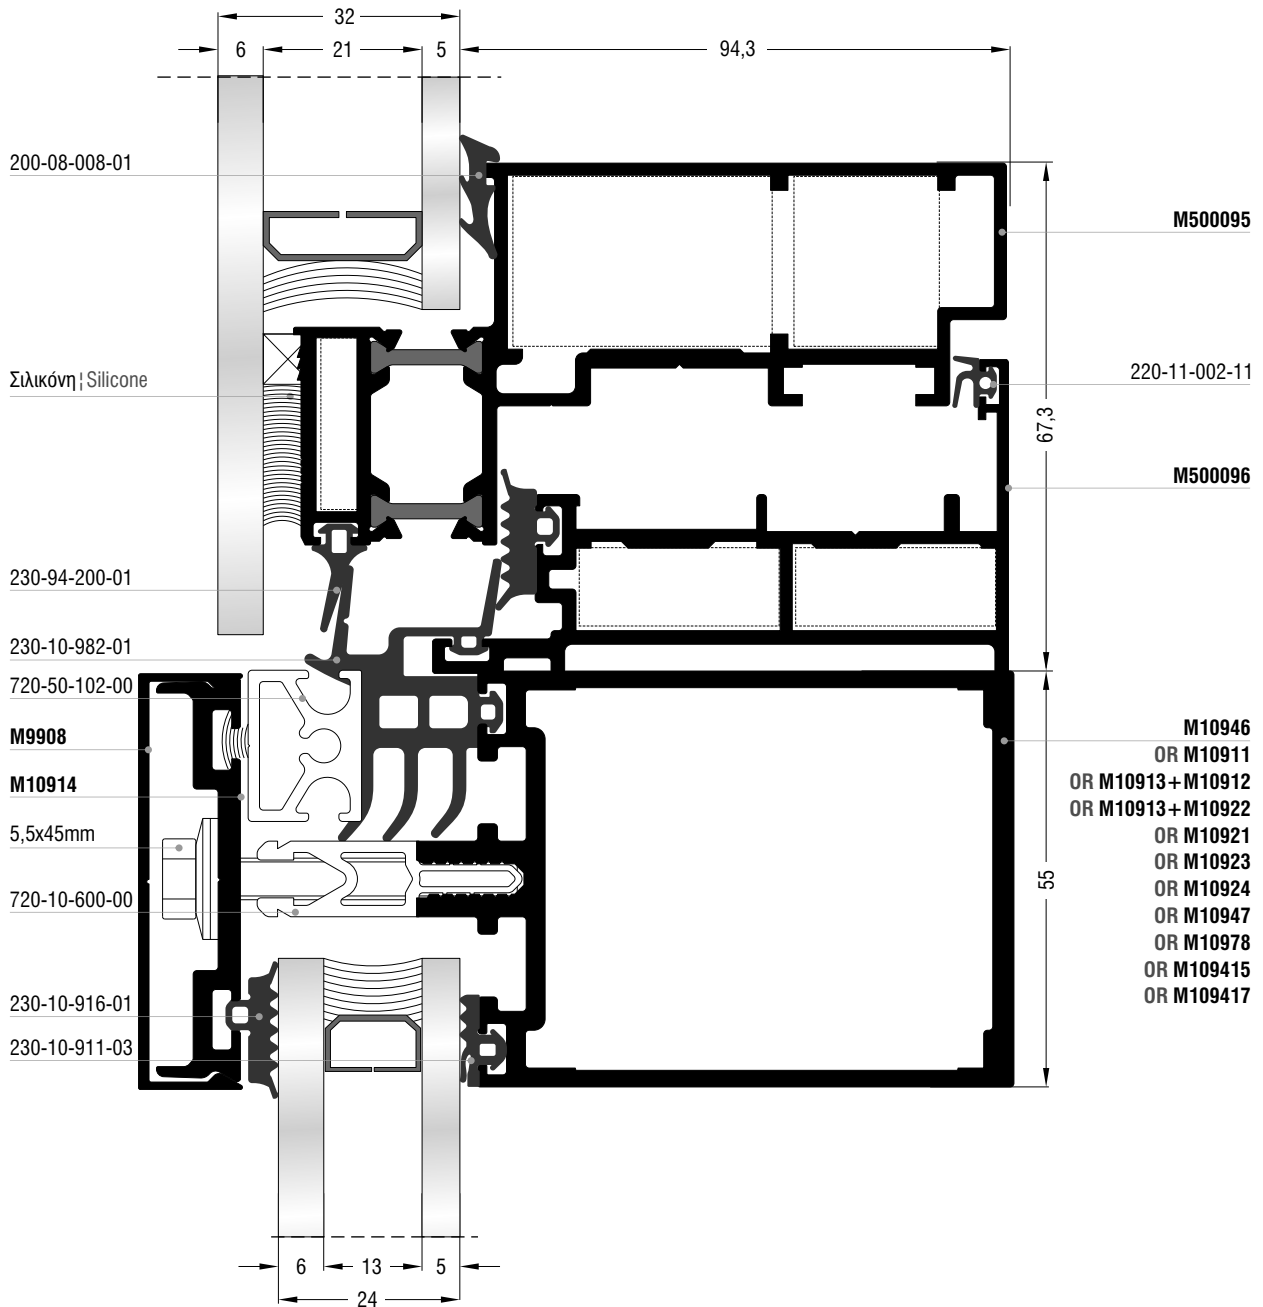 32
6 21 5 94,3
200-08-008-01
M500095
Σιλικόνη ¦ Silicone
220-11-002-11
67,3
M500096
230-94-200-01
230-10-982-01
720-50-102-00
M9908
M10914
5,5x45mm
720-10-600-00
230-10-916-01
230-10-911-03
M10946
OR M10911
OR M10913+M10912
OR M10913+M10922
OR M10921
OR M10923
OR M10924
OR M10947
OR M10978
OR M109415
OR M109417
55
6 13 5
24